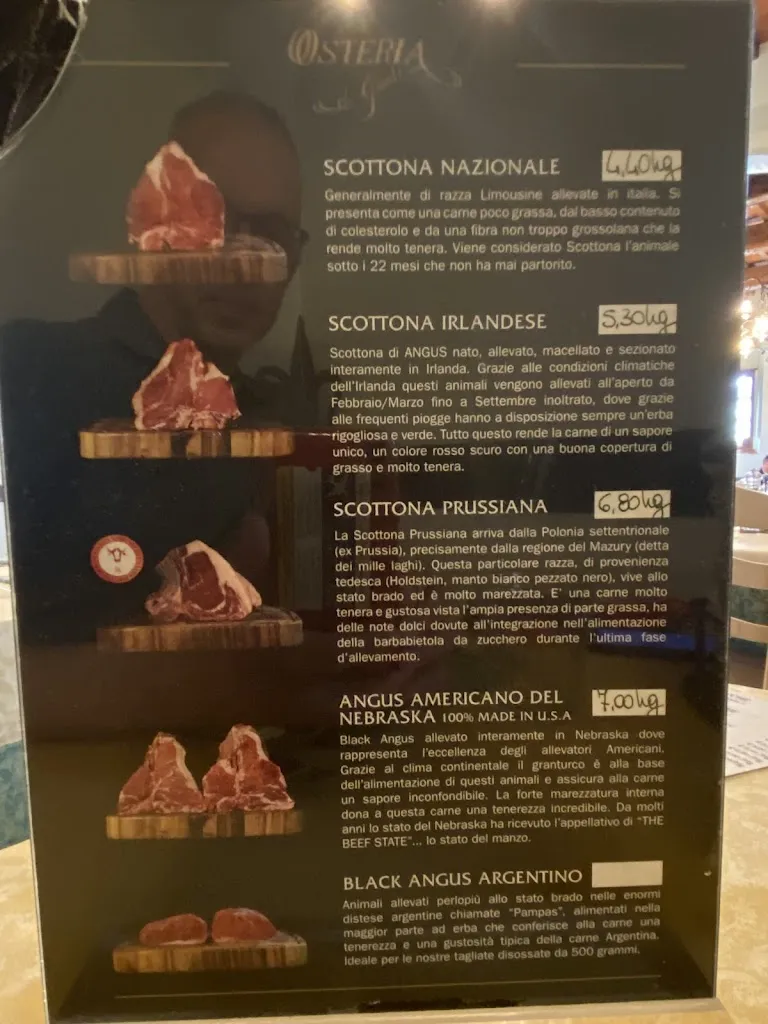 OSTERIA
SCOTTONA NAZIONALE
4,40hg
Generalmente di razza Limousine allevate in italia. Si
presenta come una carne poco grassa, dal basso contenuto
di colesterolo e da una fibra non troppo grossolana che la
rende molto tenera. Viene considerato Scottona l'animale
sotto i 22 mesi che non ha mai partorito.
SCOTTONA IRLANDESE
5,30hg
Scottona di ANGUS nato, allevato, macellato e sezionato
interamente in Irlanda. Grazie alle condizioni climatiche
dell'Irlanda questi animali vengono allevati all'aperto da
Febbraio/Marzo fino a Settembre inoltrato, dove grazie
alle frequenti piogge hanno a disposizione sempre un'erba
rigogliosa e verde. Tutto questo rende la carne di un sapore
unico, un colore rosso scuro con una buona copertura di
grasso e molto tenera.
SCOTTONA PRUSSIANA
6,80hg
La Scottona Prussiana arriva dalla Polonia settentrionale
(ex Prussia), precisamente dalla regione del Mazury (detta
dei mille laghi). Questa particolare razza, di provenienza
tedesca (Holdstein, manto bianco pezzato nero), vive allo
stato brado ed è molto marezzata. E' una carne molto
tenera e gustosa vista l'ampia presenza di parte grassa, ha
delle note dolci dovute all'integrazione nell'alimentazione
della barbabietola da zucchero durante l'ultima fase
d'allevamento.
ANGUS AMERICANO DEL
NEBRASKA 100% MADE IN U.S.A
7,00hg
Black Angus allevato interamente in Nebraska dove
rappresenta l'eccellenza degli allevatori Americani.
Grazie al clima continentale il granturco è alla base
dell'alimentazione di questi animali e assicura alla carne
un sapore inconfondibile. La forte marezzatura interna
dona a questa carne una tenerezza incredibile. Da molti
anni lo stato del Nebraska ha ricevuto l'appellativo di "THE
BEEF STATE"... lo stato del manzo.
BLACK ANGUS ARGENTINO
Animali allevati perlopiù allo stato brado nelle enormi
distese argentine chiamate "Pampas", alimentati nella
maggior parte ad erba che conferisce alla carne una
tenerezza e una gustosità tipica della carne Argentina.
Ideale per le nostre tagliate disossate da 500 grammi.